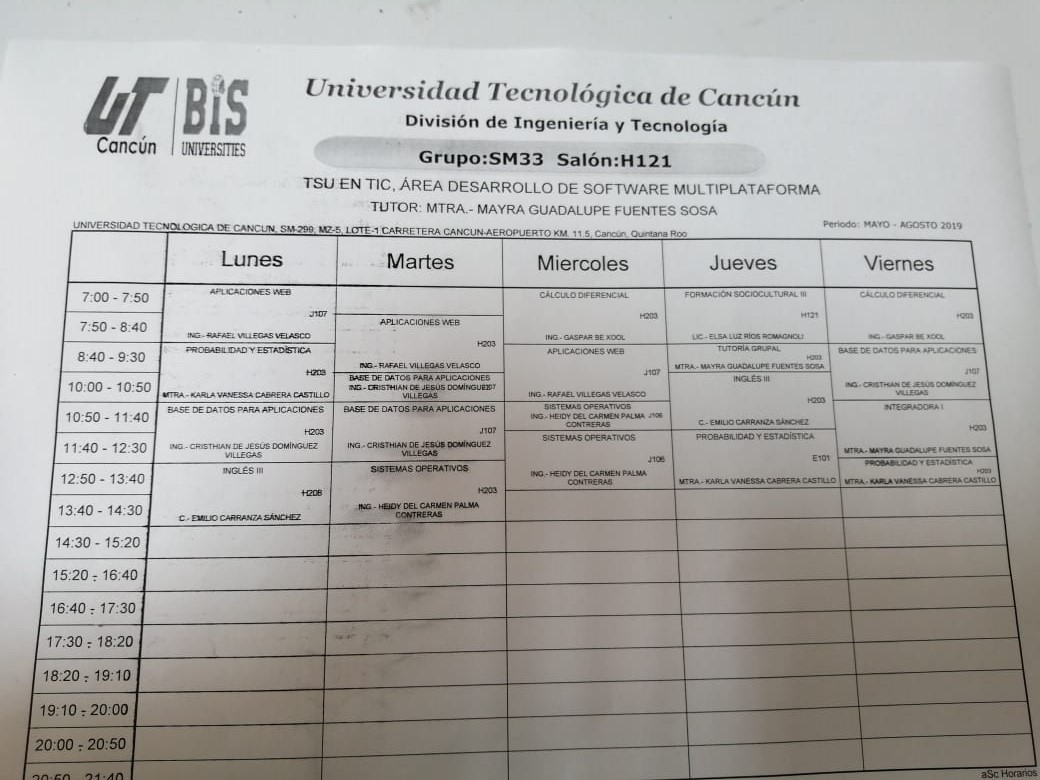 UT
Cancún
BIS
UNIVERSITIES
Universidad Tecnológica de Cancún
División de Ingeniería y Tecnología
Grupo:SM33 Salón:H121
TSU EN TIC, ÁREA DESARROLLO DE SOFTWARE MULTIPLATAFORMA
TUTOR: MTRA.- MAYRA GUADALUPE FUENTES SOSA
UNIVERSIDAD TECNOLOGICA DE CANCUN, SM-299, MZ-5, LOTE-1 CARRETERA CANCUN-AEROPUERTO KM. 11.5, Cancún, Quintana Roo
Periodo: MAYO - AGOSTO 2019
Lunes Martes Miercoles Jueves Viernes
7:00 - 7:50
7:50 - 8:40
8:40 - 9:30
10:00 - 10:50
10:50 - 11:40
11:40 - 12:30
12:50 - 13:40
13:40 - 14:30
14:30 - 15:20
15:20 - 16:40
16:40 - 17:30
17:30 - 18:20
18:20 - 19:10
19:10 - 20:00
20:00 - 20:50
20:50 - 21:40
APLICACIONES WEB
J107
ING.- RAFAEL VILLEGAS VELASCO
PROBABILIDAD Y ESTADÍSTICA
H203
MTRA.- KARLA VANESSA CABRERA CASTILLO
BASE DE DATOS PARA APLICACIONES
H203
ING.- CRISTHIAN DE JESÚS DOMÍNGUEZ
VILLEGAS
INGLÉS III
H206
C.- EMILIO CARRANZA SÁNCHEZ
APLICACIONES WEB
H203
ING.- RAFAEL VILLEGAS VELASCO
BASE DE DATOS PARA APLICACIONES
ING.- CRISTHIAN DE JESÚS DOMÍNGUEZ
VILLEGAS
BASE DE DATOS PARA APLICACIONES
J107
ING.- CRISTHIAN DE JESÚS DOMÍNGUEZ
VILLEGAS
SISTEMAS OPERATIVOS
H203
ING.- HEIDY DEL CARMEN PALMA
CONTRERAS
CÁLCULO DIFERENCIAL
H203
ING.- GASPAR BE XOOL
APLICACIONES WEB
J107
ING.- RAFAEL VILLEGAS VELASCO
SISTEMAS OPERATIVOS
ING.- HEIDY DEL CARMEN PALMA J106
CONTRERAS
SISTEMAS OPERATIVOS
J106
ING.- HEIDY DEL CARMEN PALMA
CONTRERAS
FORMACIÓN SOCIOCULTURAL III
H121
LIC.- ELSA LUZ RÍOS ROMAGNOLI
TUTORÍA GRUPAL
H203
MTRA.- MAYRA GUADALUPE FUENTES SOSA
INGLÉS III
H203
C.- EMILIO CARRANZA SÁNCHEZ
PROBABILIDAD Y ESTADÍSTICA
E101
MTRA.- KARLA VANESSA CABRERA CASTILLO
CÁLCULO DIFERENCIAL
H203
ING.- GASPAR BE XOOL
BASE DE DATOS PARA APLICACIONES
J107
ING.- CRISTHIAN DE JESÚS DOMÍNGUEZ
VILLEGAS
INTEGRADORA I
H203
MTRA.- MAYRA GUADALUPE FUENTES SOSA
PROBABILIDAD Y ESTADÍSTICA
H203
MTRA.- KARLA VANESSA CABRERA CASTILLO
aSc Horarios